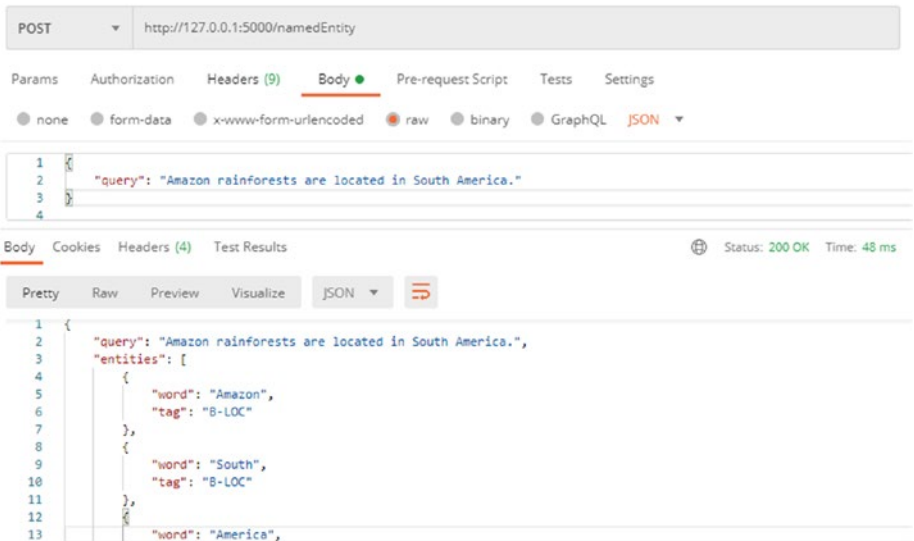 POST http://127.0.0.1:5000/namedEntity
Params Authorization Headers (9) Body Pre-request Script Tests Settings
none form-data x-www-form-urlencoded raw binary GraphQL JSON
1 {
2 "query": "Amazon rainforests are located in South America."
3 }
4
Body Cookies Headers (4) Test Results Status: 200 OK Time: 48 ms
Pretty Raw Preview Visualize JSON
1 {
2 "query": "Amazon rainforests are located in South America.",
3 "entities": [
4 {
5 "word": "Amazon",
6 "tag": "B-LOC"
7 },
8 {
9 "word": "South",
10 "tag": "B-LOC"
11 },
12 {
13 "word": "America",